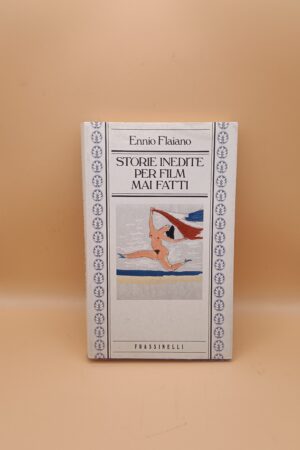 Ennio Flaiano
STORIE INEDITE
PER FILM
MAI FATTI
FRASSINELLI